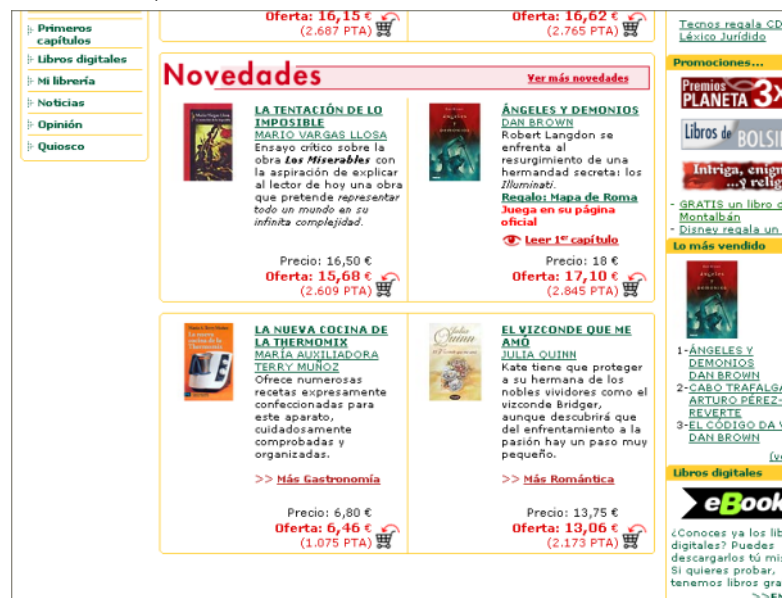 Primeros
capítulos
Libros digitales
Mi librería
Noticias
Opinión
Quiosco
Oferta: 16,15 €
(2.687 PTA)
Oferta: 16,62 €
(2.765 PTA)
Novedades
Ver más novedades
LA TENTACIÓN DE LO
IMPOSIBLE
MARIO VARGAS LLOSA
Ensayo crítico sobre la
obra Los Miserables con
la aspiración de explicar
al lector de hoy una obra
que pretende representar
todo un mundo en su
infinita complejidad.
Precio: 16,50 €
Oferta: 15,68 €
(2.609 PTA)
ÁNGELES Y DEMONIOS
DAN BROWN
Robert Langdon se
enfrenta al
resurgimiento de una
hermandad secreta: los
Illuminati.
Regalo: Mapa de Roma
Juega en su página
oficial
Leer 1er capítulo
Precio: 18 €
Oferta: 17,10 €
(2.845 PTA)
LA NUEVA COCINA DE
LA THERMOMIX
MARÍA AUXILIADORA
TERRY MUÑOZ
Ofrece numerosas
recetas expresamente
confeccionadas para
este aparato,
cuidadosamente
comprobadas y
organizadas.
>> Más Gastronomía
Precio: 6,80 €
Oferta: 6,46 €
(1.075 PTA)
Julia
Quinn
EL VIZCONDE QUE ME
AMÓ
JULIA QUINN
Kate tiene que proteger
a su hermana de los
nobles vividores como el
vizconde Bridger,
aunque descubrirá que
del enfrentamiento a la
pasión hay un paso muy
pequeño.
>> Más Romántica
Precio: 13,75 €
Oferta: 13,06 €
(2.173 PTA)
Tecnos regala CD
Léxico Jurídido
Promociones...
Premios
PLANETA 3x
Libros de BOLSI
Intriga, enign
...y relig
- GRATIS un libro
Montalbán
- Disney regala un
Lo más vendido
1-ÁNGELES Y
DEMONIOS
DAN BROWN
2-CABO TRAFALGA
ARTURO PÉREZ-
REVERTE
3-EL CÓDIGO DA V
DAN BROWN
Libros digitales
eBook
¿Conoces ya los lib
digitales? Puedes
descargarlos tú mis
Si quieres probar,
tenemos libros gra